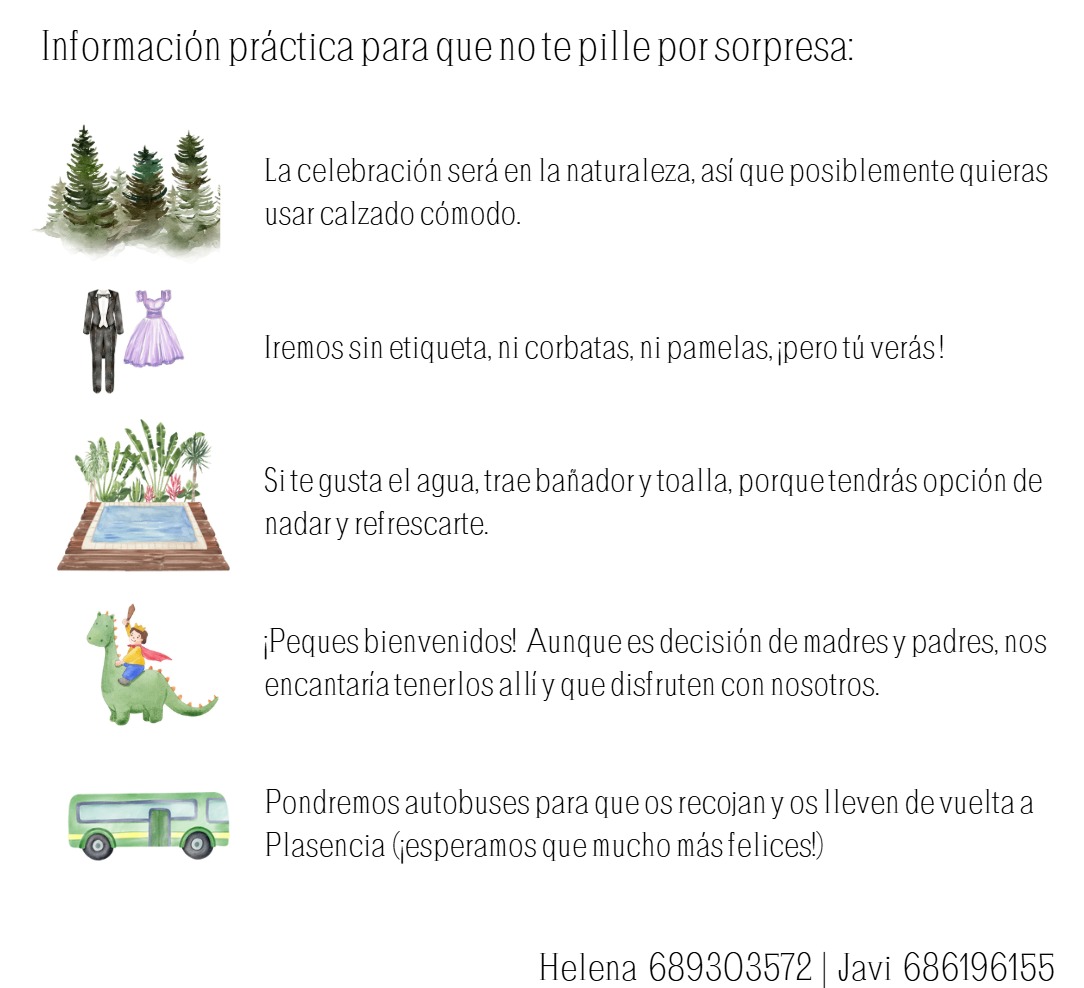 Información práctica para que no te pille por sorpresa:
La celebración será en la naturaleza, así que posiblemente quieras
usar calzado cómodo.
Iremos sin etiqueta, ni corbatas, ni pamelas, ¡pero tú verás!
Si te gusta el agua, trae bañador y toalla, porque tendrás opción de
nadar y refrescarte.
¡Peques bienvenidos! Aunque es decisión de madres y padres, nos
encantaría tenerlos allí y que disfruten con nosotros.
Pondremos autobuses para que os recojan y os lleven de vuelta a
Plasencia (¡esperamos que mucho más felices!)
Helena 689303572 | Javi 686196155